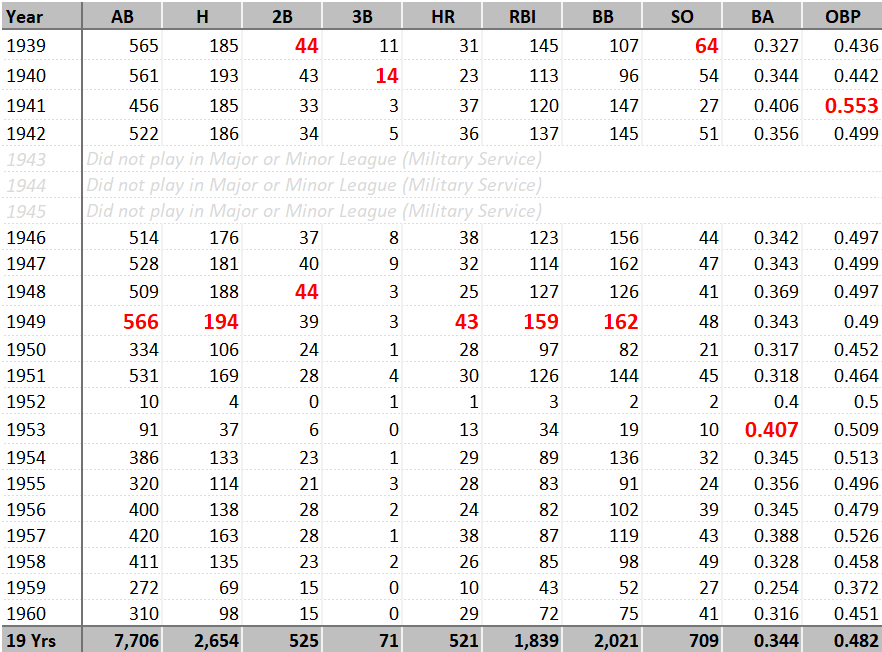 Year AB H 2B 3B HR RBI BB SO BA OBP
1939 565 185 44 11 31 145 107 64 0.327 0.436
1940 561 193 43 14 23 113 96 54 0.344 0.442
1941 456 185 33 3 37 120 147 27 0.406 0.553
1942 522 186 34 5 36 137 145 51 0.356 0.499
1943 Did not play in Major or Minor League (Military Service)
1944 Did not play in Major or Minor League (Military Service)
1945 Did not play in Major or Minor League (Military Service)
1946 514 176 37 8 38 123 156 44 0.342 0.497
1947 528 181 40 9 32 114 162 47 0.343 0.499
1948 509 188 44 3 25 127 126 41 0.369 0.497
1949 566 194 39 3 43 159 162 48 0.343 0.49
1950 334 106 24 1 28 97 82 21 0.317 0.452
1951 531 169 28 4 30 126 144 45 0.318 0.464
1952 10 4 0 1 1 3 2 2 0.4 0.5
1953 91 37 6 0 13 34 19 10 0.407 0.509
1954 386 133 23 1 29 89 136 32 0.345 0.513
1955 320 114 21 3 28 83 91 24 0.356 0.496
1956 400 138 28 2 24 82 102 39 0.345 0.479
1957 420 163 28 1 38 87 119 43 0.388 0.526
1958 411 135 23 2 26 85 98 49 0.328 0.458
1959 272 69 15 0 10 43 52 27 0.254 0.372
1960 310 98 15 0 29 72 75 41 0.316 0.451
19 Yrs 7,706 2,654 525 71 521 1,839 2,021 709 0.344 0.482